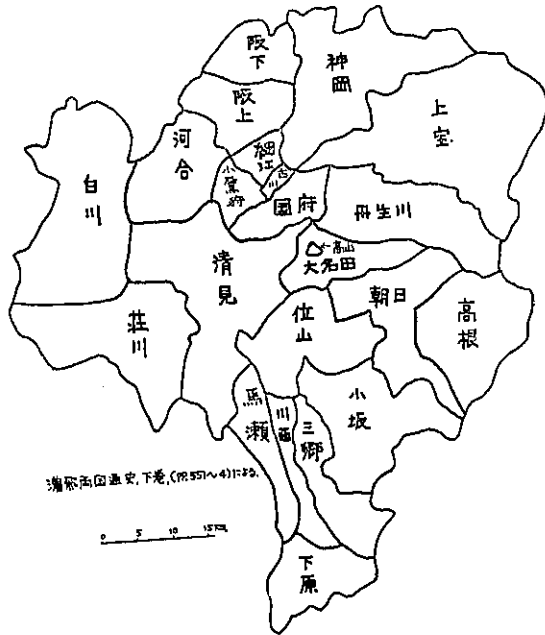 阪下
神岡
阪上
上宝
河合
細江
古川
小鷹狩
白川
国府
丹生川
高山
大名田
清見
朝日
高根
位山
荘川
小坂
馬瀬
川西
三郷
濃飛両国通史,下巻,(PP.551〜4)による.
0 5 10 15km
下原